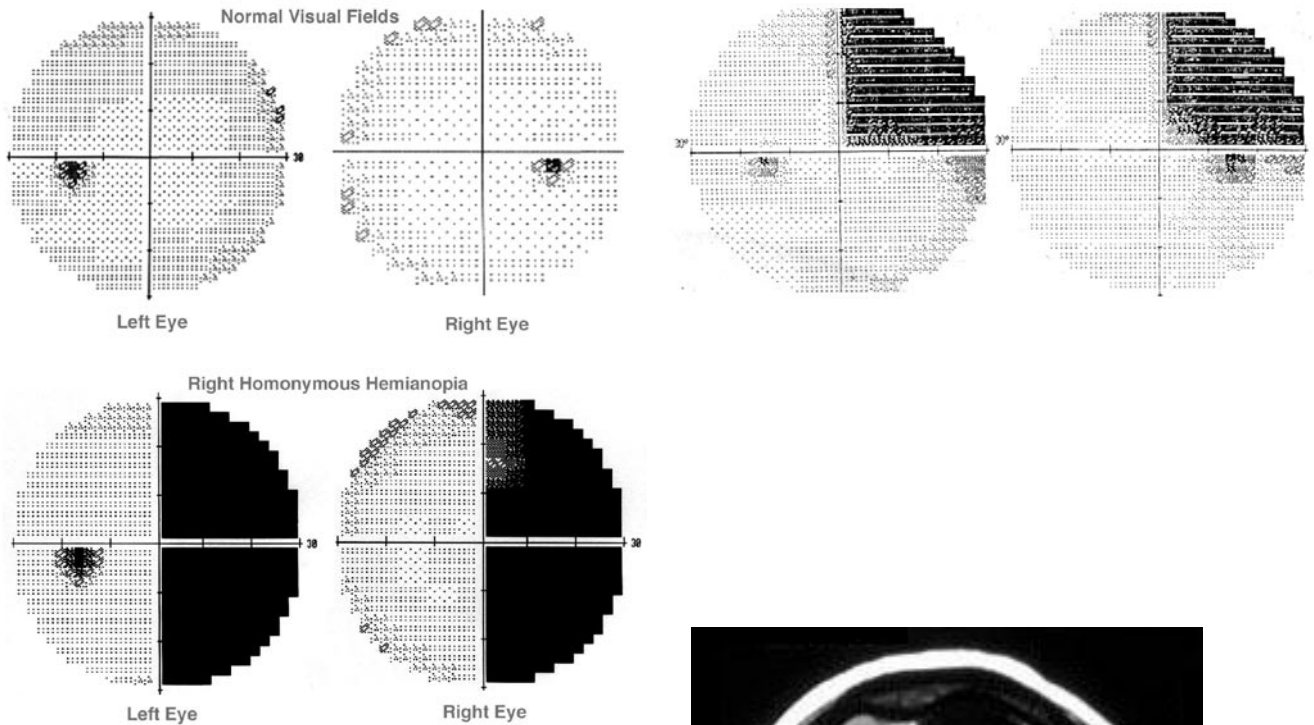 Normal Visual Fields
30
Left Eye
Right Eye
30°
30°
Right Homonymous Hemianopia
30
30
Left Eye
Right Eye